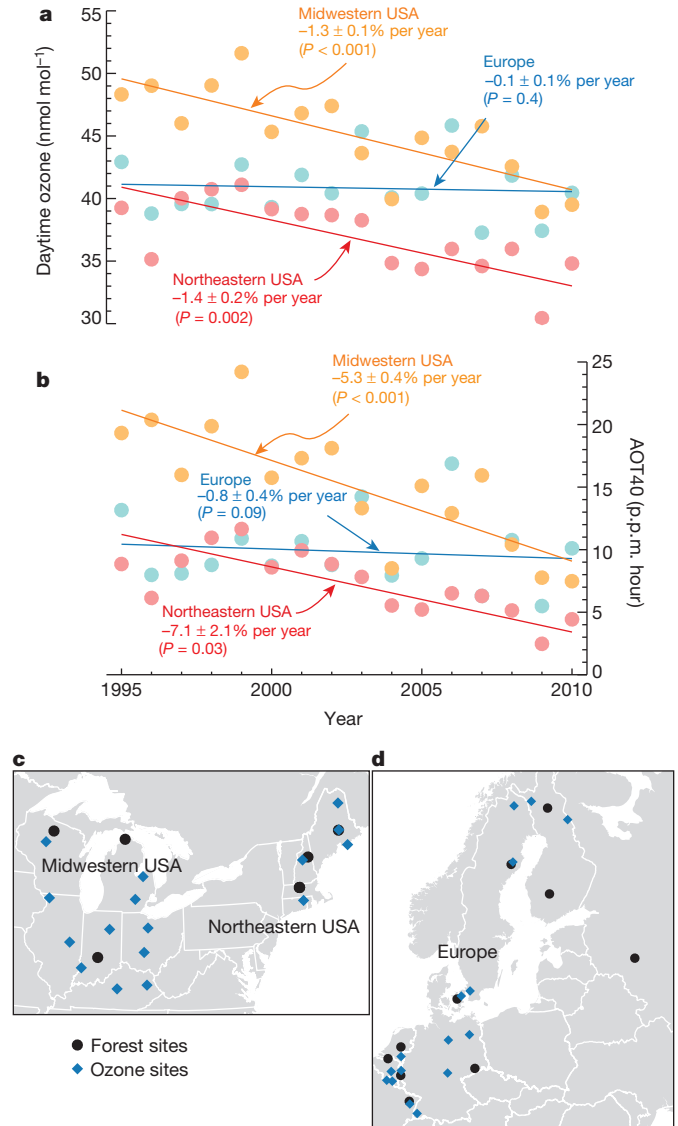 a
55
50
45
40
35
30
Daytime ozone (nmol mol⁻¹)
Midwestern USA
–1.3 ± 0.1% per year
(P < 0.001)
Europe
–0.1 ± 0.1% per year
(P = 0.4)
Northeastern USA
–1.4 ± 0.2% per year
(P = 0.002)
b
Midwestern USA
–5.3 ± 0.4% per year
(P < 0.001)
Europe
–0.8 ± 0.4% per year
(P = 0.09)
Northeastern USA
–7.1 ± 2.1% per year
(P = 0.03)
25
20
15
10
5
0
AOT40 (p.p.m. hour)
1995 2000 2005 2010
Year
c
Midwestern USA
Northeastern USA
Forest sites
Ozone sites
d
Europe